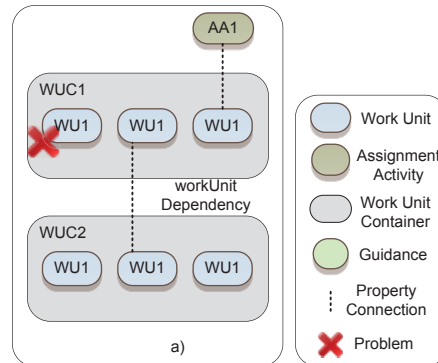 AA1
WUC1
WU1 WU1 WU1
workUnit
Dependency
WUC2
WU1 WU1 WU1
a)
Work Unit
Assignment
Activity
Work Unit
Container
Guidance
Property
Connection
Problem